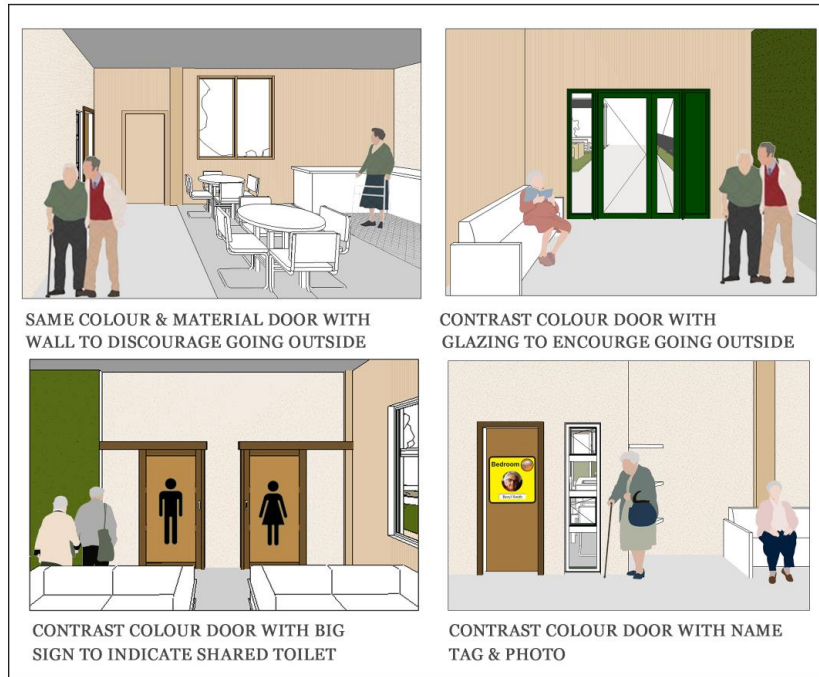 SAME COLOUR & MATERIAL DOOR WITH
WALL TO DISCOURAGE GOING OUTSIDE
CONTRAST COLOUR DOOR WITH
GLAZING TO ENCOURGE GOING OUTSIDE
Bedroom
CONTRAST COLOUR DOOR WITH BIG
SIGN TO INDICATE SHARED TOILET
CONTRAST COLOUR DOOR WITH NAME
TAG & PHOTO